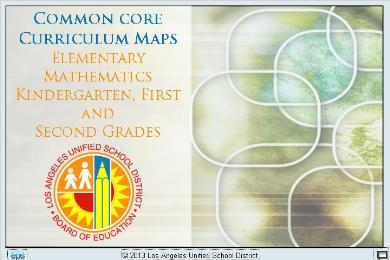 COMMON CORE
CURRICULUM MAPS
ELEMENTARY
MATHEMATICS
KINDERGARTEN, FIRST
AND
SECOND GRADES
LOS ANGELES UNIFIED SCHOOL DISTRICT
BOARD OF EDUCATION
eps
© 2013 Los Angeles Unified School District